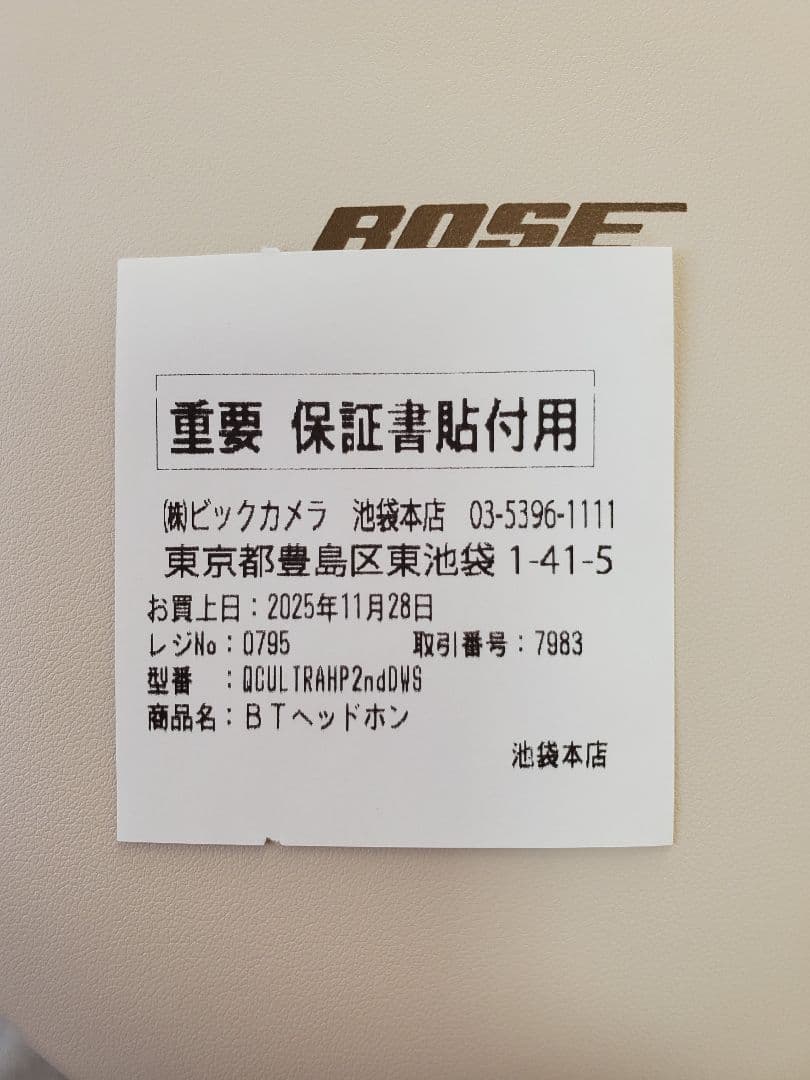 BOSE
重要 保証書貼付用
㈱ビックカメラ 池袋本店 03-5396-1111
東京都豊島区東池袋 1-41-5
お買上日：2025年11月28日
レジNo：0795 取引番号：7983
型番 ：QCULTRAHP2ndDWS
商品名：ＢＴヘッドホン
池袋本店